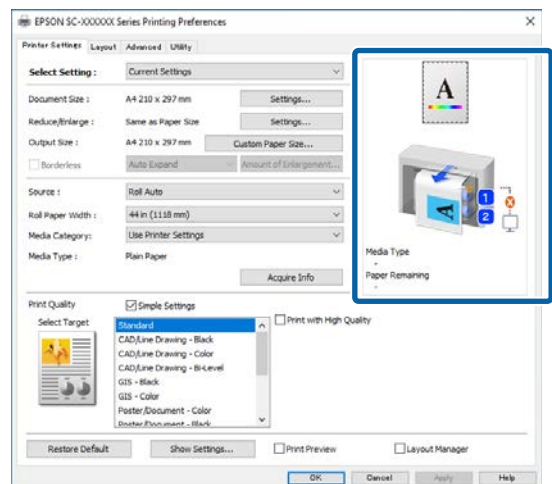 EPSON SC-XXXXXX Series Printing Preferences
Printer Settings Layout Advanced Utility
Select Setting : Current Settings
Document Size : A4 210 x 297 mm Settings...
Reduce/Enlarge : Same as Paper Size Settings...
Output Size : A4 210 x 297 mm Custom Paper Size...
Borderless Auto Expand Amount of Enlargement...
Source : Roll Auto
Roll Paper Width : 44 in (1118 mm)
Media Category: Use Printer Settings
Media Type : Plain Paper
Acquire Info
A
A
1
2
Media Type
-
Paper Remaining
-
Print Quality Simple Settings
Select Target
Standard
CAD/Line Drawing - Black
CAD/Line Drawing - Color
CAD/Line Drawing - Bi-Level
GIS - Black
GIS - Color
Poster/Document - Color
Poster/Document - Black
Print with High Quality
Restore Default Show Settings... Print Preview Layout Manager
OK Cancel Apply Help